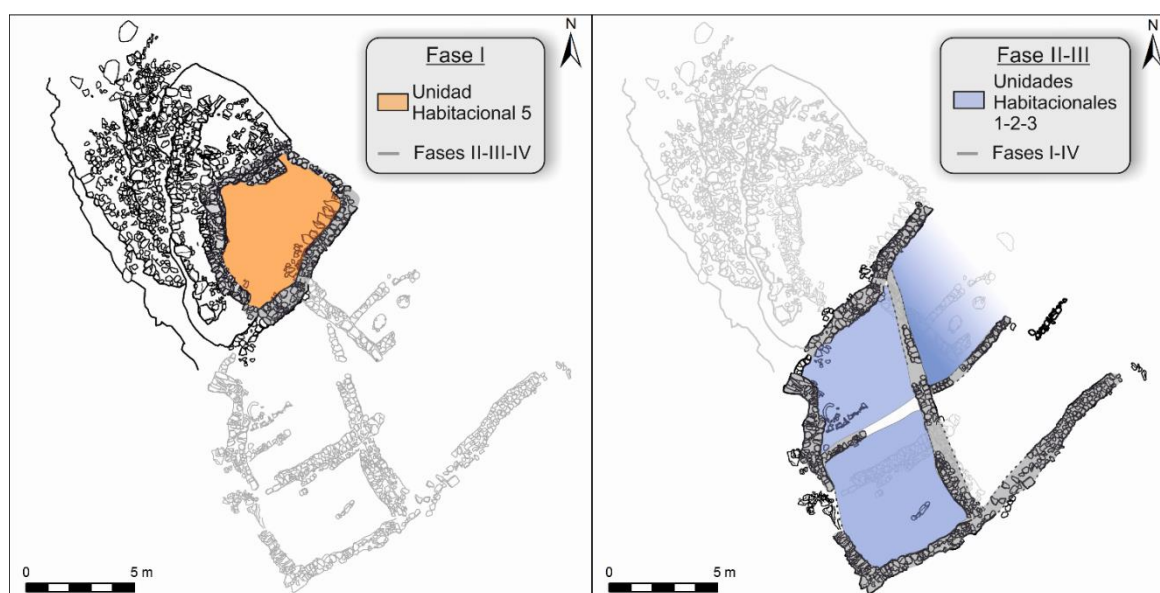 Fase I
Unidad
Habitacional 5
Fases II-III-IV
N
0
5 m
Fase II-III
Unidades
Habitacionales
1-2-3
Fases I-IV
N
0
5 m